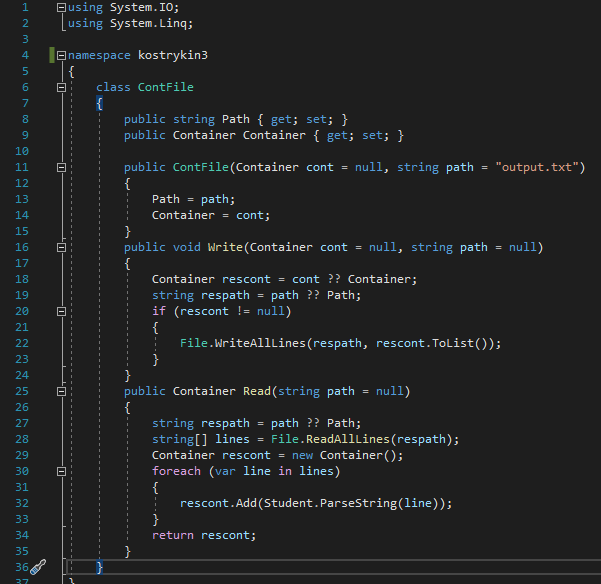 1 using System.IO;
2 using System.Linq;
3
4 namespace kostrykin3
5 {
6 class ContFile
7 {
8 public string Path { get; set; }
9 public Container Container { get; set; }
10
11 public ContFile(Container cont = null, string path = "output.txt")
12 {
13 Path = path;
14 Container = cont;
15 }
16 public void Write(Container cont = null, string path = null)
17 {
18 Container rescont = cont ?? Container;
19 string respath = path ?? Path;
20 if (rescont != null)
21 {
22 File.WriteAllLines(respath, rescont.ToList());
23 }
24 }
25 public Container Read(string path = null)
26 {
27 string respath = path ?? Path;
28 string[] lines = File.ReadAllLines(respath);
29 Container rescont = new Container();
30 foreach (var line in lines)
31 {
32 rescont.Add(Student.ParseString(line));
33 }
34 return rescont;
35 }
36 }
37 }